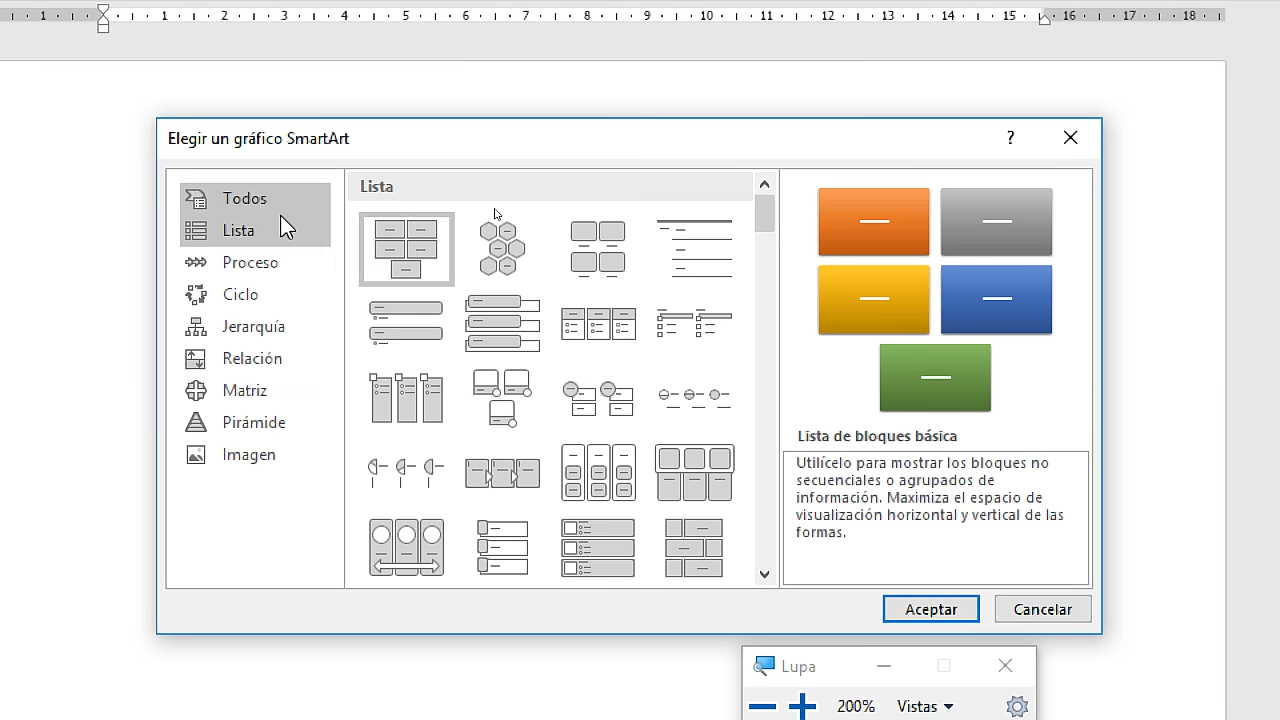 1 1 2 3 4 5 6 7 8 9 10 11 12 13 14 15 16 17 18
Elegir un gráfico SmartArt
?
Todos
Lista
Proceso
Ciclo
Jerarquía
Relación
Matriz
Pirámide
Imagen
Lista
Lista de bloques básica
Utilícelo para mostrar los bloques no
secuenciales o agrupados de
información. Maximiza el espacio de
visualización horizontal y vertical de las
formas.
Aceptar
Cancelar
Lupa
200%
Vistas